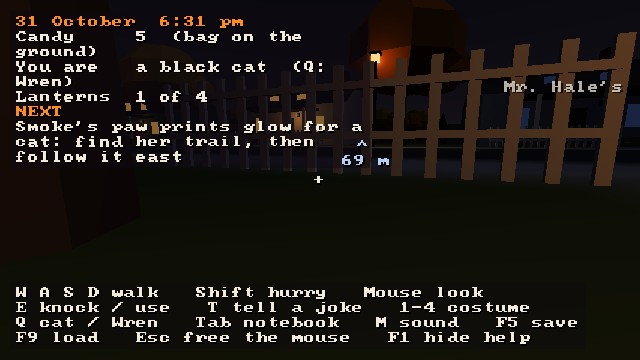 31 October  6:31 pm
Candy     5  (bag on the
ground)
You are   a black cat  (Q:
Wren)
Lanterns  1 of 4
NEXT
Smoke's paw prints glow for a
cat: find her trail, then
follow it east
Mr. Hale's
^
69 m
+
W A S D walk   Shift hurry   Mouse look
E knock / use   T tell a joke   1-4 costume
Q cat / Wren   Tab notebook   M sound   F5 save
F9 load   Esc free the mouse   F1 hide help